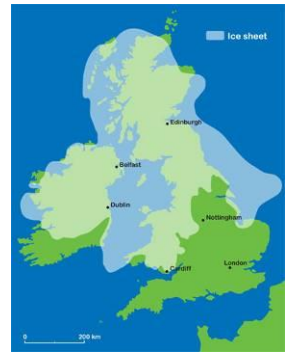 Ice sheet
Edinburgh
Belfast
Dublin
Nottingham
Cardiff
London
0 200 km